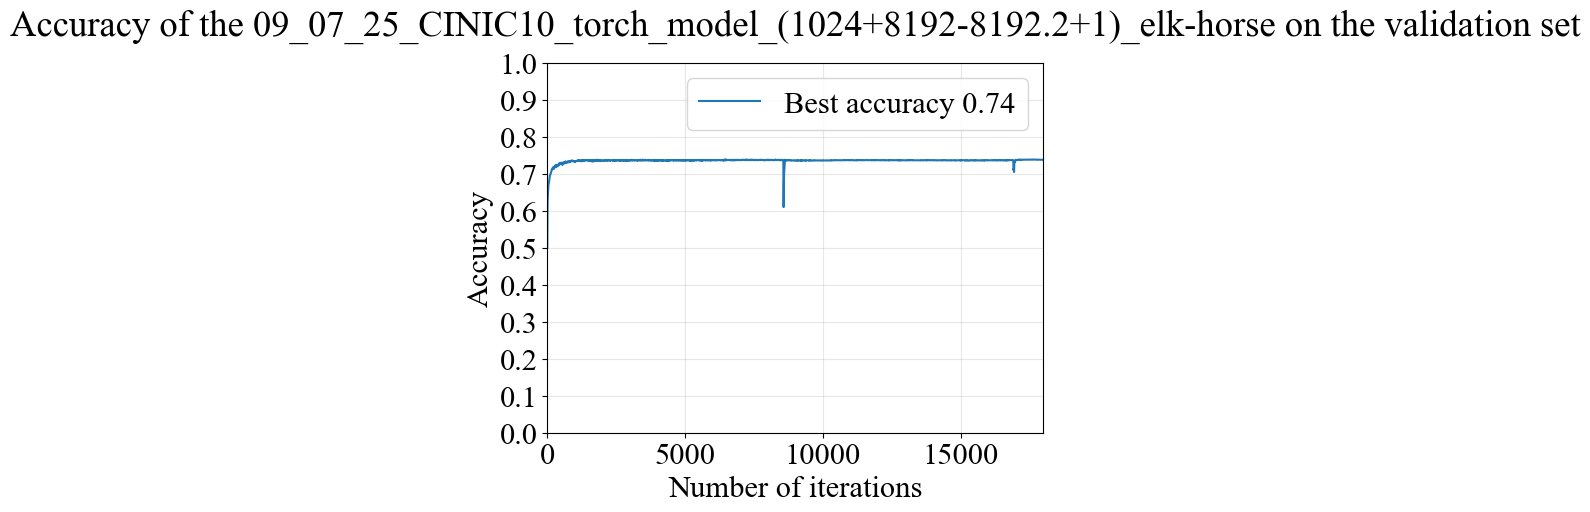 Accuracy of the 09_07_25_CINIC10_torch_model_(1024+8192-8192.2+1)_elk-horse on the validation set
Best accuracy 0.74
Accuracy
1.0
0.9
0.8
0.7
0.6
0.5
0.4
0.3
0.2
0.1
0.0
0 5000 10000 15000
Number of iterations